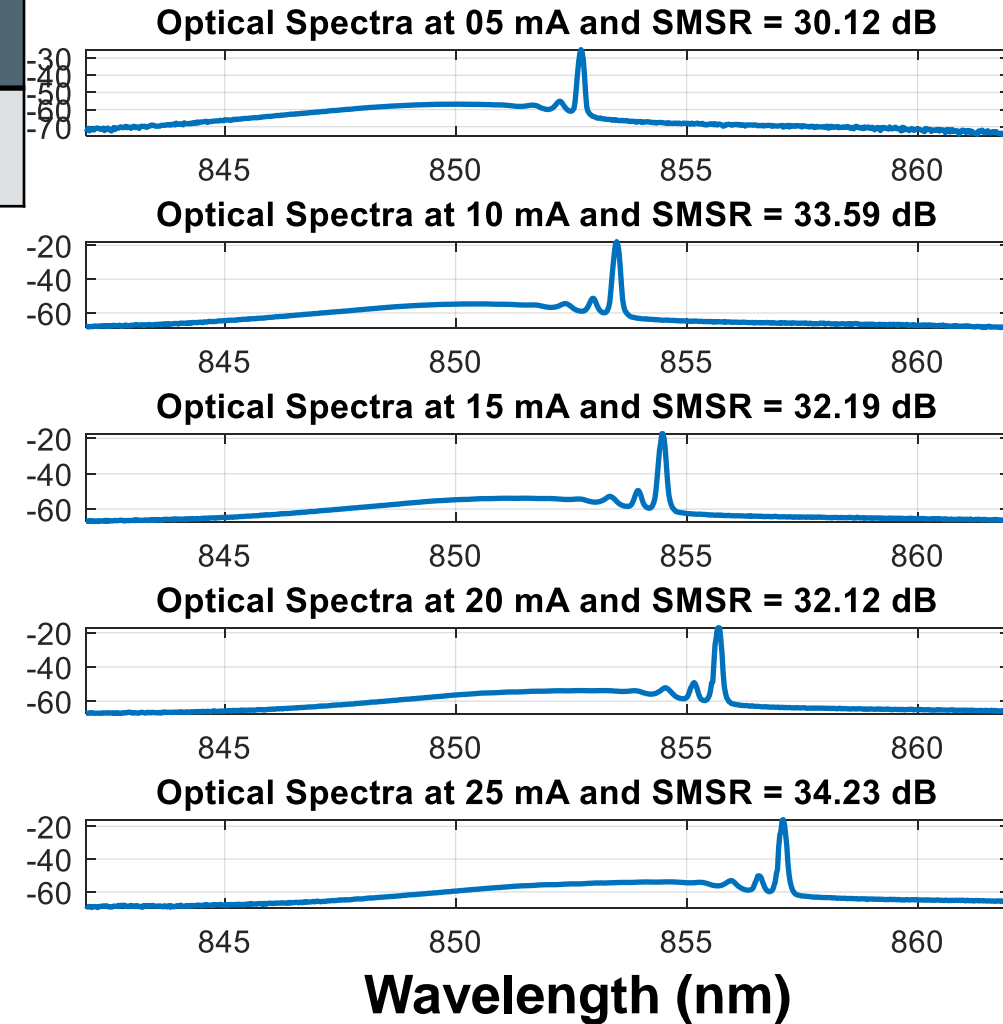 Optical Spectra at 05 mA and SMSR = 30.12 dB
-30
-40
-50
-60
-70
845 850 855 860
Optical Spectra at 10 mA and SMSR = 33.59 dB
-20
-40
-60
845 850 855 860
Optical Spectra at 15 mA and SMSR = 32.19 dB
-20
-40
-60
845 850 855 860
Optical Spectra at 20 mA and SMSR = 32.12 dB
-20
-40
-60
845 850 855 860
Optical Spectra at 25 mA and SMSR = 34.23 dB
-20
-40
-60
845 850 855 860
Wavelength (nm)